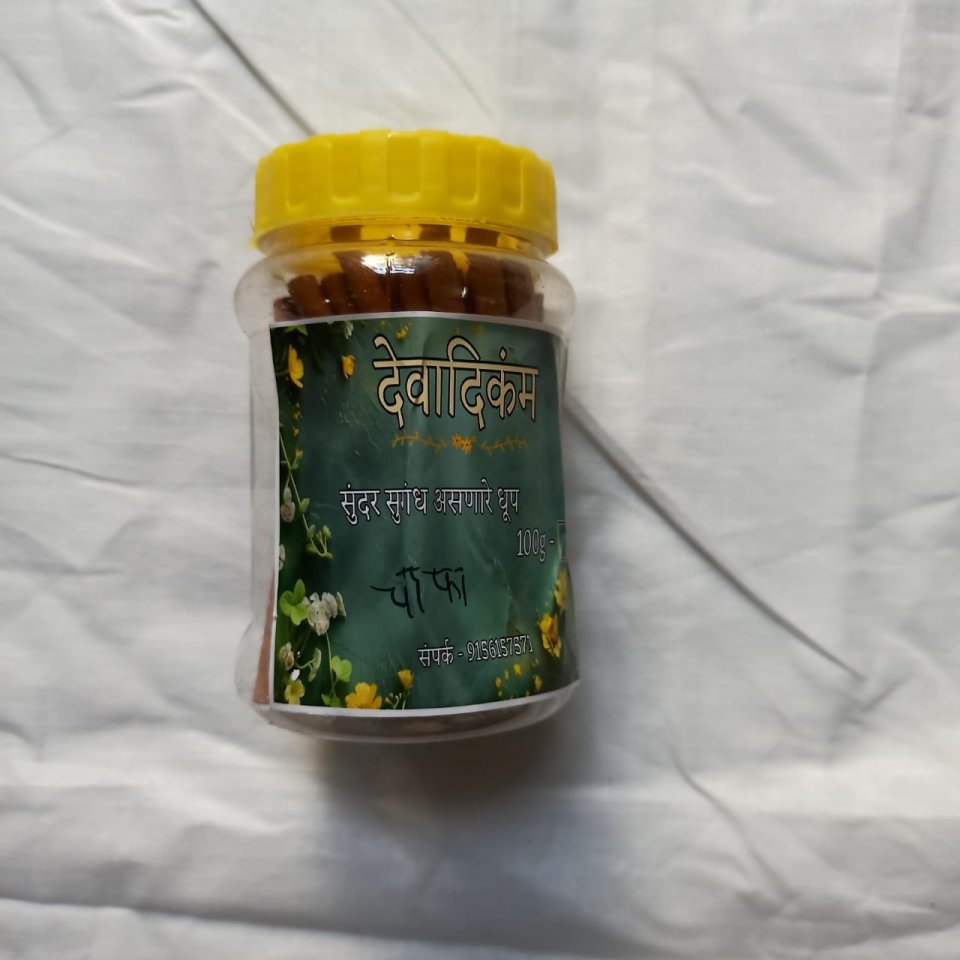 देवादिकंम
सुंदर सुगंध असणारे धूप
100g -
चाफा
संपर्क - 9156157571